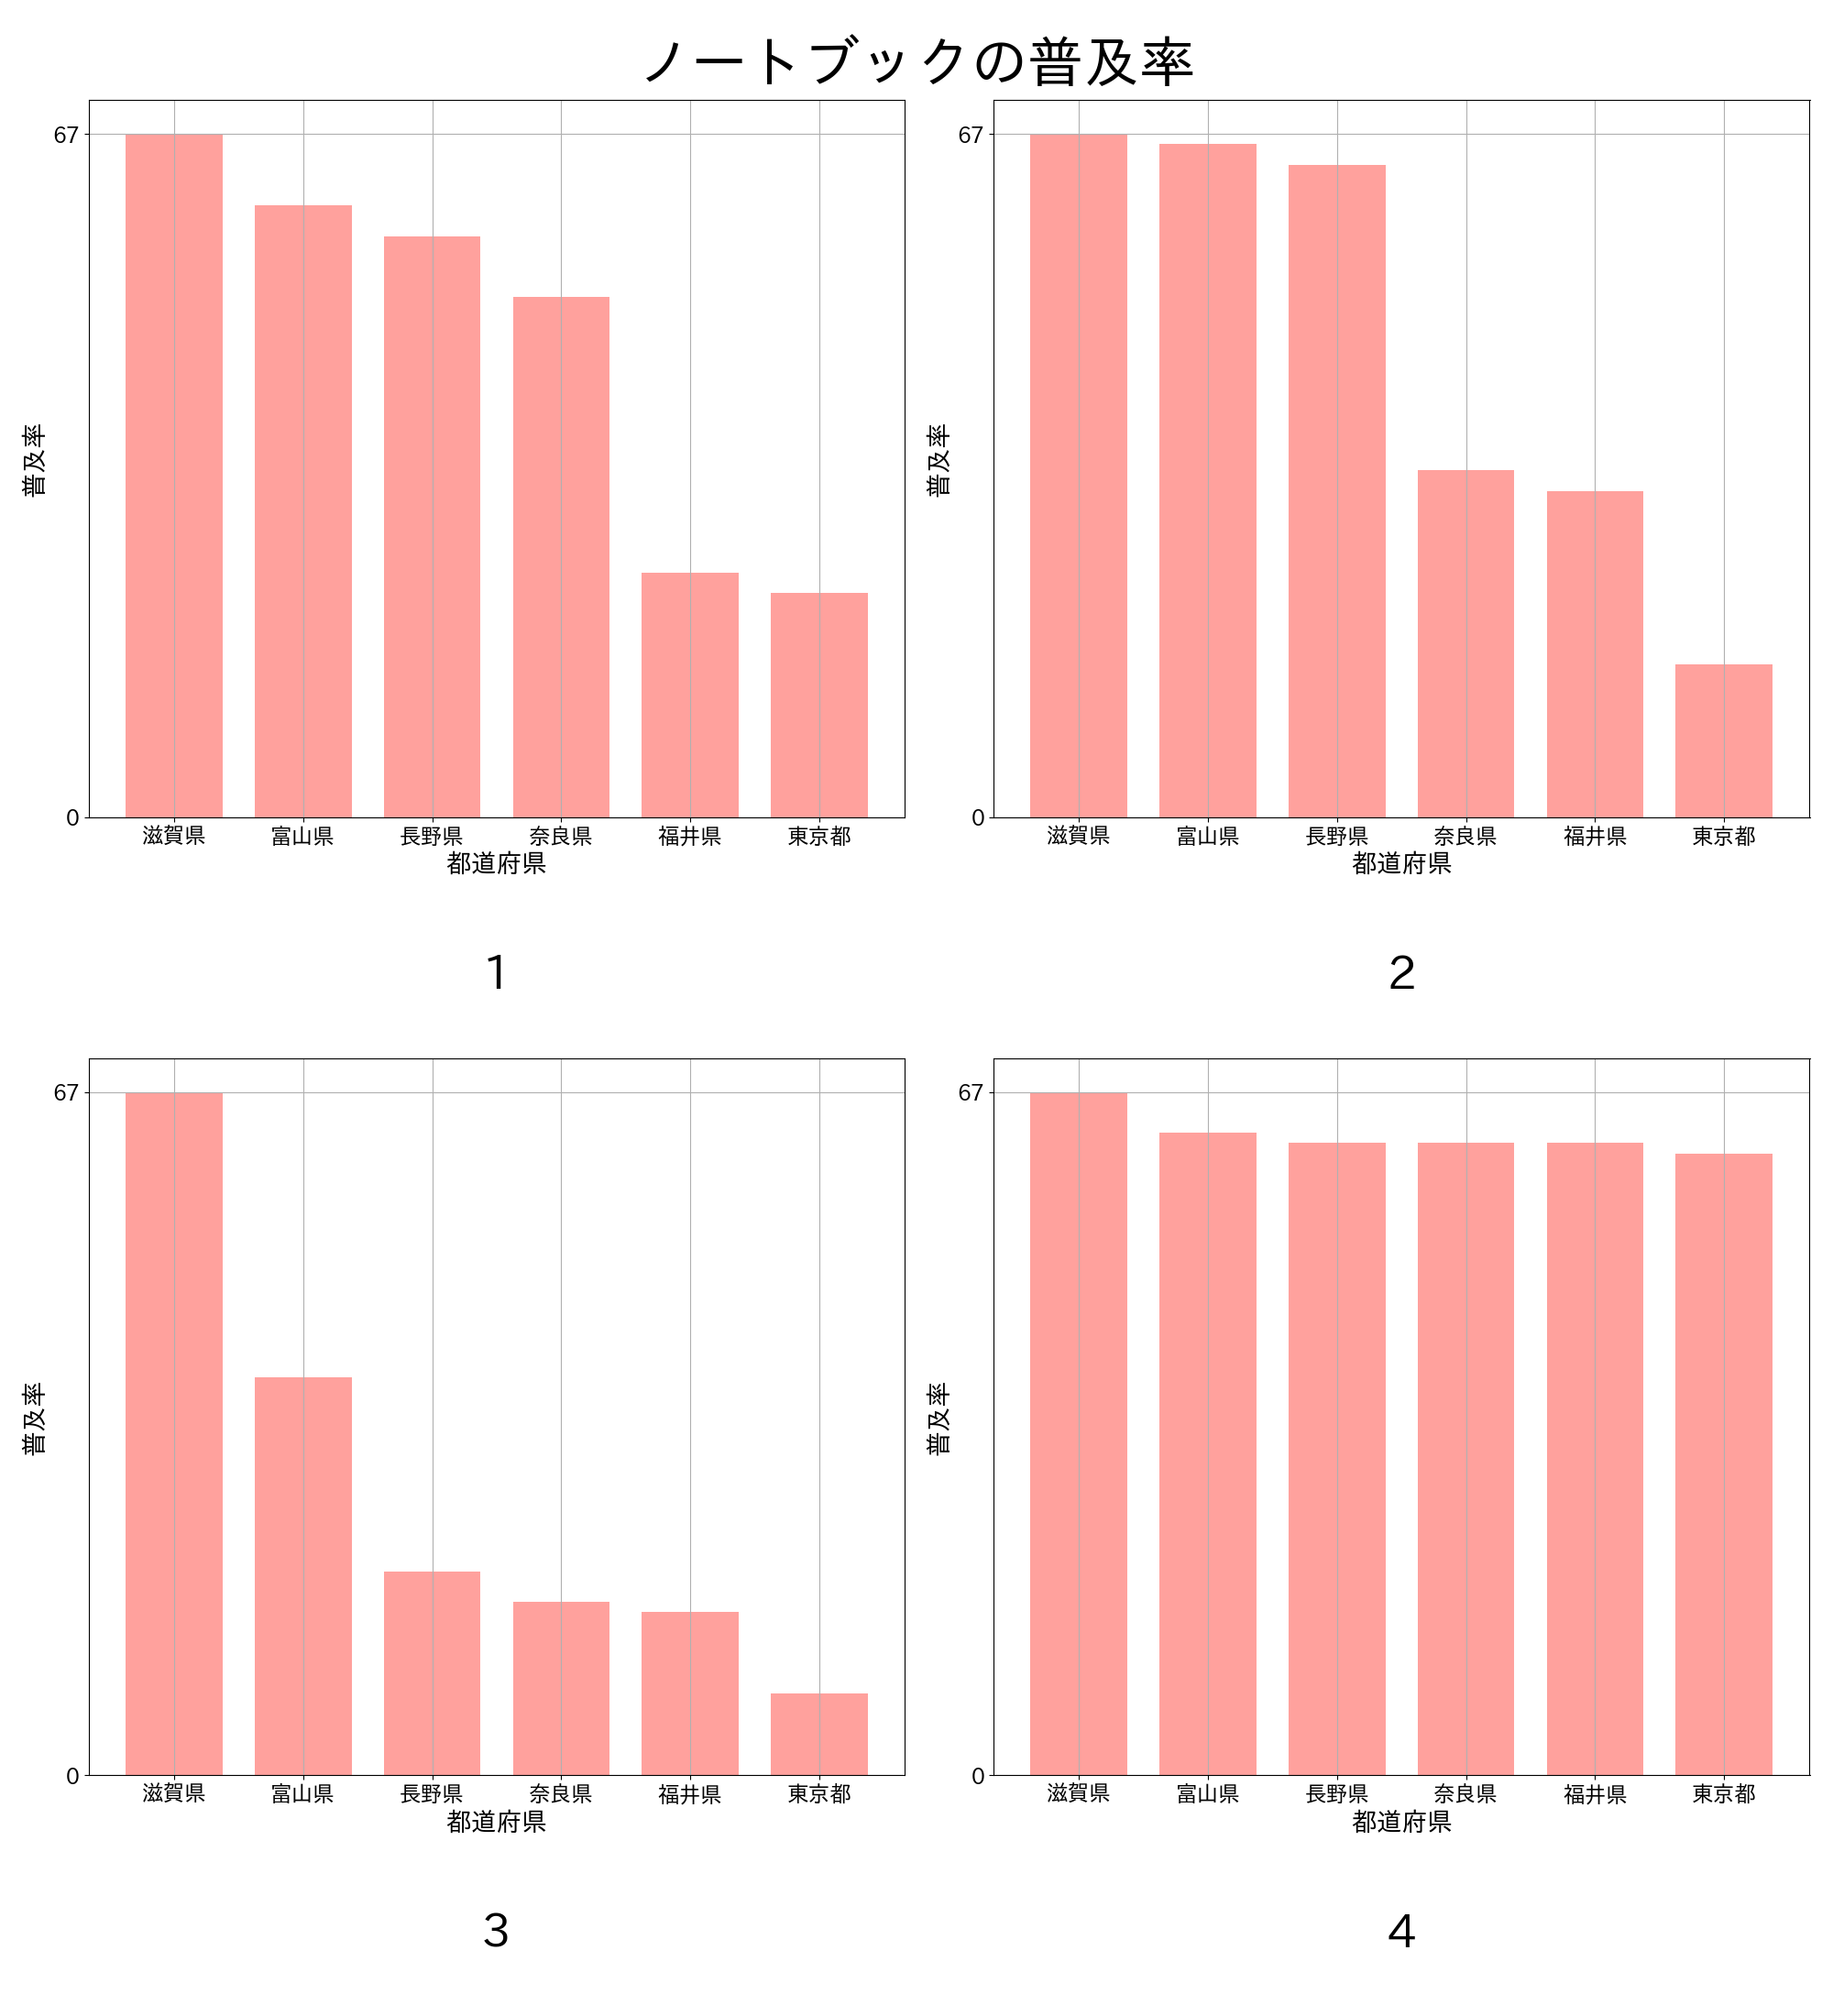 ノートブックの普及率
67
0
普及率
滋賀県 富山県 長野県 奈良県 福井県 東京都
都道府県
1
67
0
普及率
滋賀県 富山県 長野県 奈良県 福井県 東京都
都道府県
2
67
0
普及率
滋賀県 富山県 長野県 奈良県 福井県 東京都
都道府県
3
67
0
普及率
滋賀県 富山県 長野県 奈良県 福井県 東京都
都道府県
4